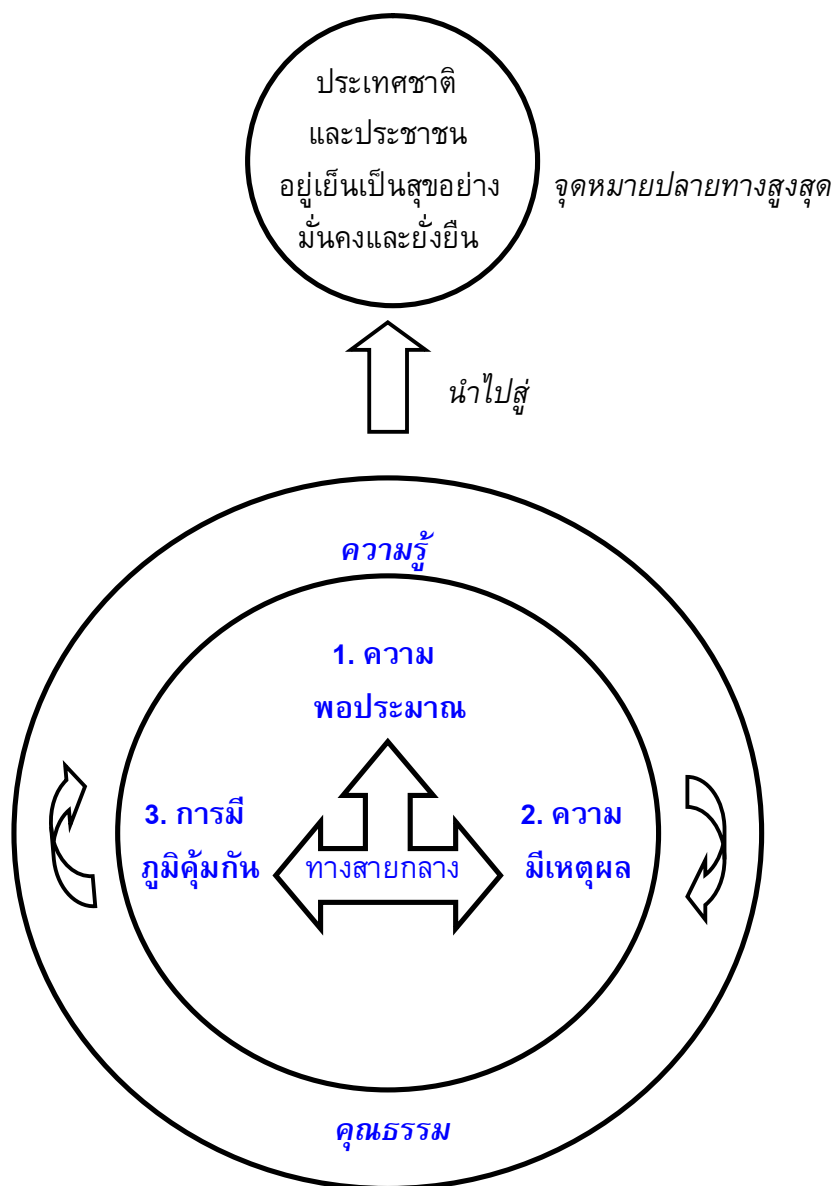 ประเทศชาติ
และประชาชน
อยู่เย็นเป็นสุขอย่าง
มั่นคงและยั่งยืน
จุดหมายปลายทางสูงสุด
นำไปสู่
ความรู้
1. ความ
พอประมาณ
3. การมี
ภูมิคุ้มกัน
ทางสายกลาง
2. ความ
มีเหตุผล
คุณธรรม